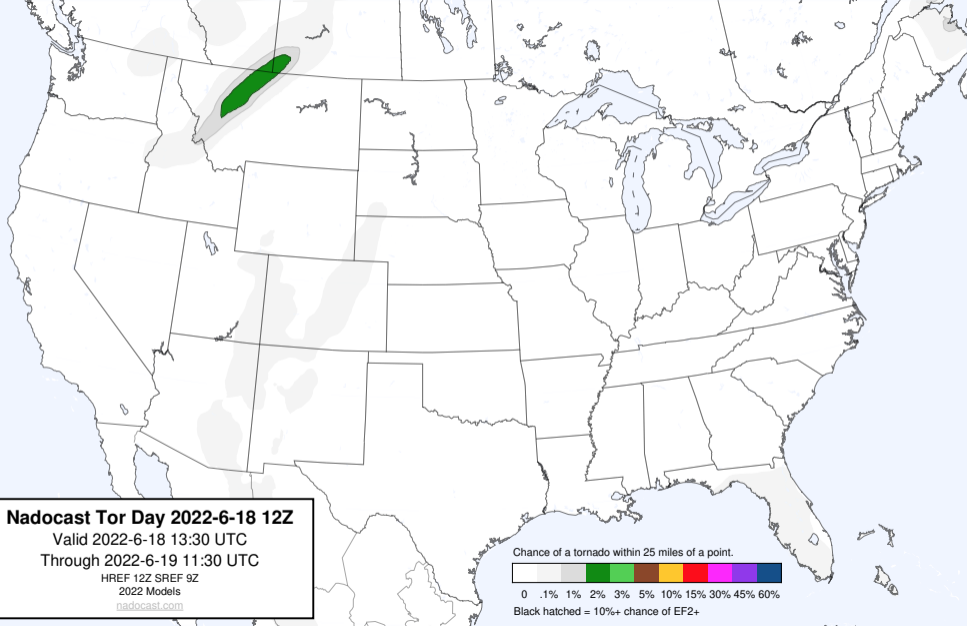 Nadocast Tor Day 2022-6-18 12Z
Valid 2022-6-18 13:30 UTC
Through 2022-6-19 11:30 UTC
HREF 12Z SREF 9Z
2022 Models
nadocast.com
Chance of a tornado within 25 miles of a point.
0 .1% 1% 2% 3% 5% 10% 15% 30% 45% 60%
Black hatched = 10%+ chance of EF2+